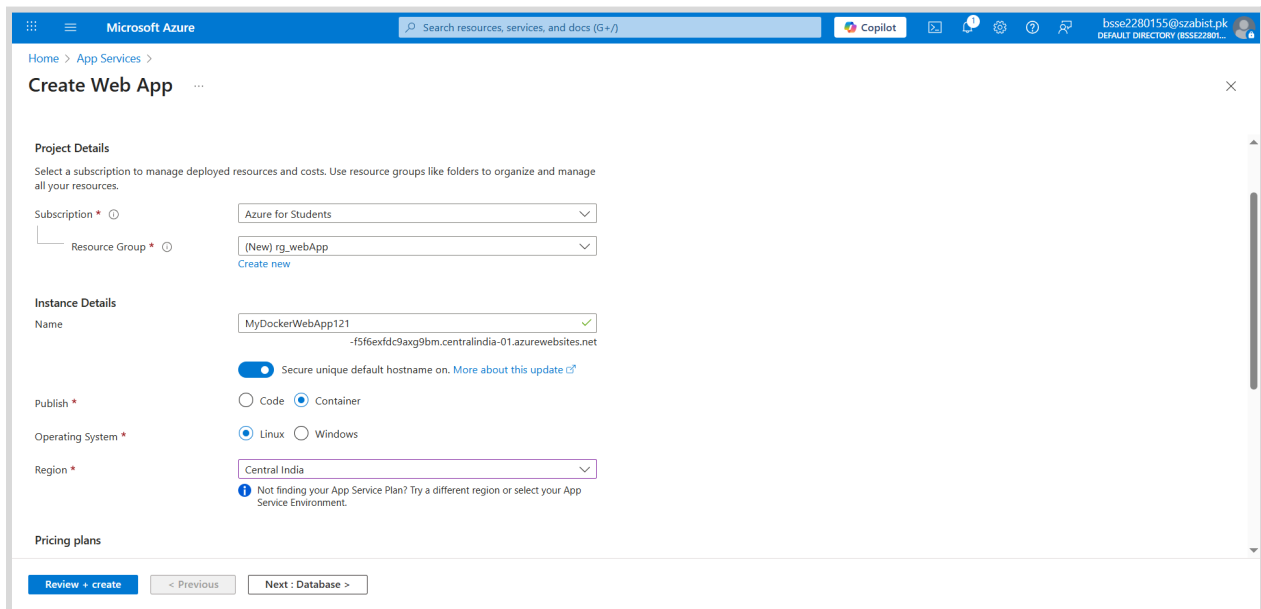 Microsoft Azure
Search resources, services, and docs (G+/)
Copilot
1
bsse2280155@szabist.pk
DEFAULT DIRECTORY (BSSE22801...
Home > App Services >
Create Web App ...
Project Details
Select a subscription to manage deployed resources and costs. Use resource groups like folders to organize and manage
all your resources.
Subscription *
Azure for Students
Resource Group *
(New) rg_webApp
Create new
Instance Details
Name
MyDockerWebApp121
-f5f6exfdc9axg9bm.centralindia-01.azurewebsites.net
Secure unique default hostname on. More about this update
Publish *
Code Container
Operating System *
Linux Windows
Region *
Central India
Not finding your App Service Plan? Try a different region or select your App
Service Environment.
Pricing plans
Review + create
< Previous
Next : Database >